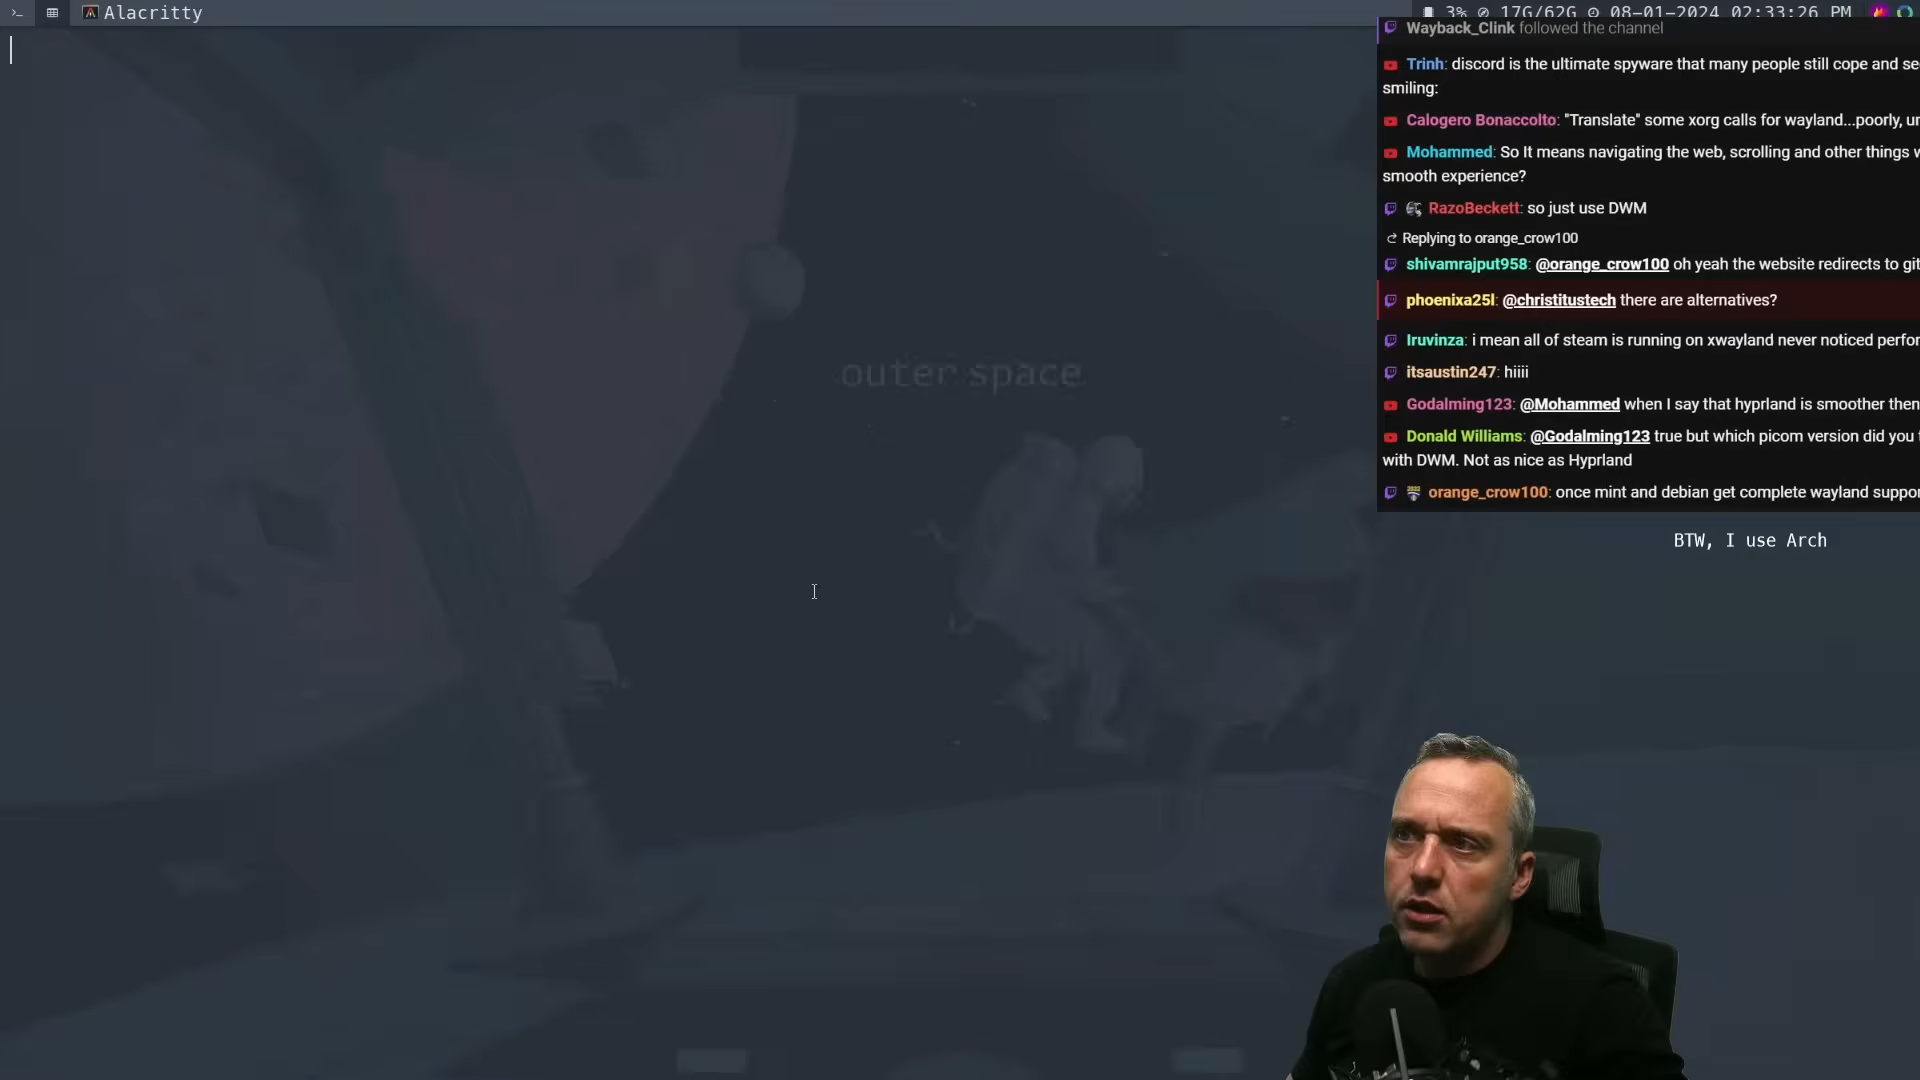 Alacritty
3% 17G/62G 08-01-2024 02:33:26 PM
Wayback_Clink followed the channel
Trinh: discord is the ultimate spyware that many people still cope and se
smiling:
Calogero Bonaccolto: "Translate" some xorg calls for wayland...poorly, un
Mohammed: So It means navigating the web, scrolling and other things w
smooth experience?
RazoBeckett: so just use DWM
Replying to orange_crow100
shivamrajput958: @orange_crow100 oh yeah the website redirects to git
phoenixa25l: @christitustech there are alternatives?
Iruvinza: i mean all of steam is running on xwayland never noticed perfor
itsaustin247: hiiii
Godalming123: @Mohammed when I say that hyprland is smoother then
Donald Williams: @Godalming123 true but which picom version did you t
with DWM. Not as nice as Hyprland
orange_crow100: once mint and debian get complete wayland suppo
outer space
BTW, I use Arch